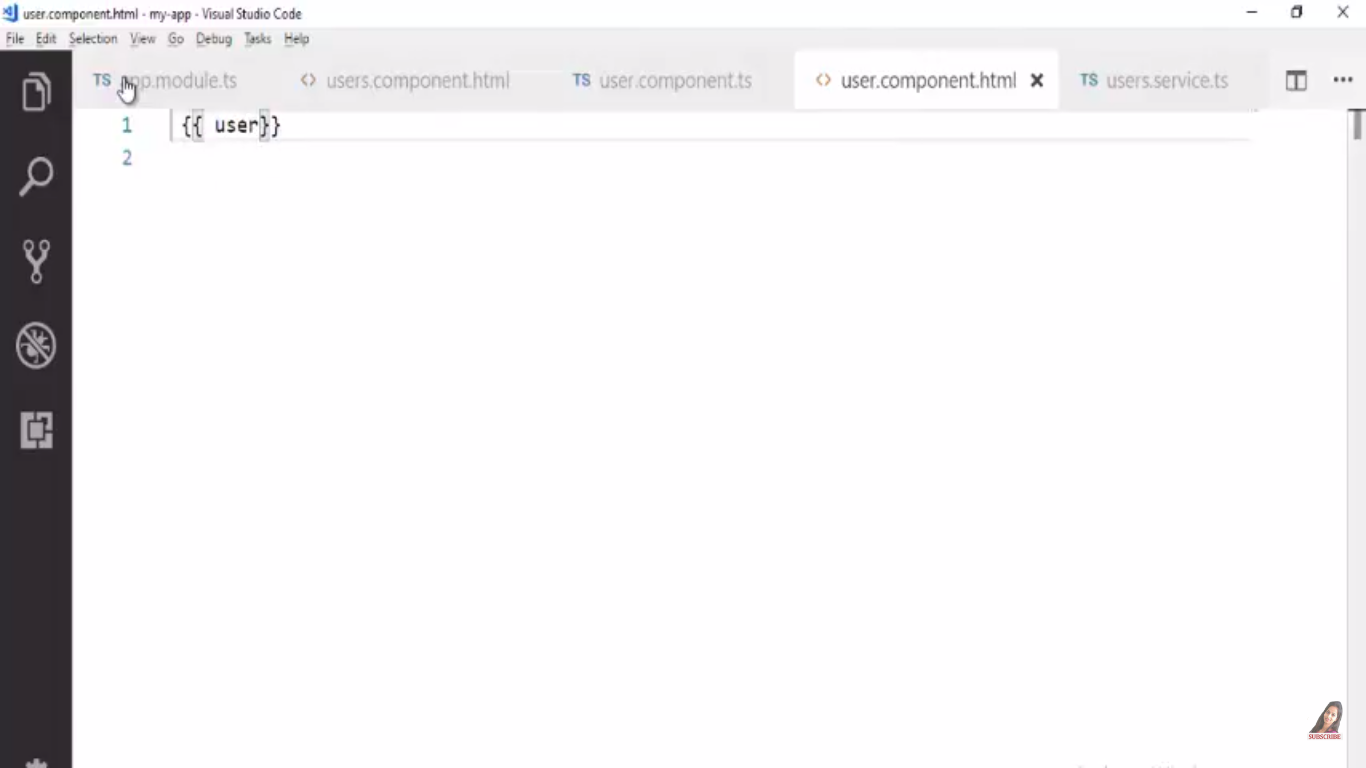 user.component.html - my-app - Visual Studio Code
File Edit Selection View Go Debug Tasks Help
TS app.module.ts <> users.component.html TS user.component.ts <> user.component.html TS users.service.ts
1 {{ user}}
2
SUBSCRIBE